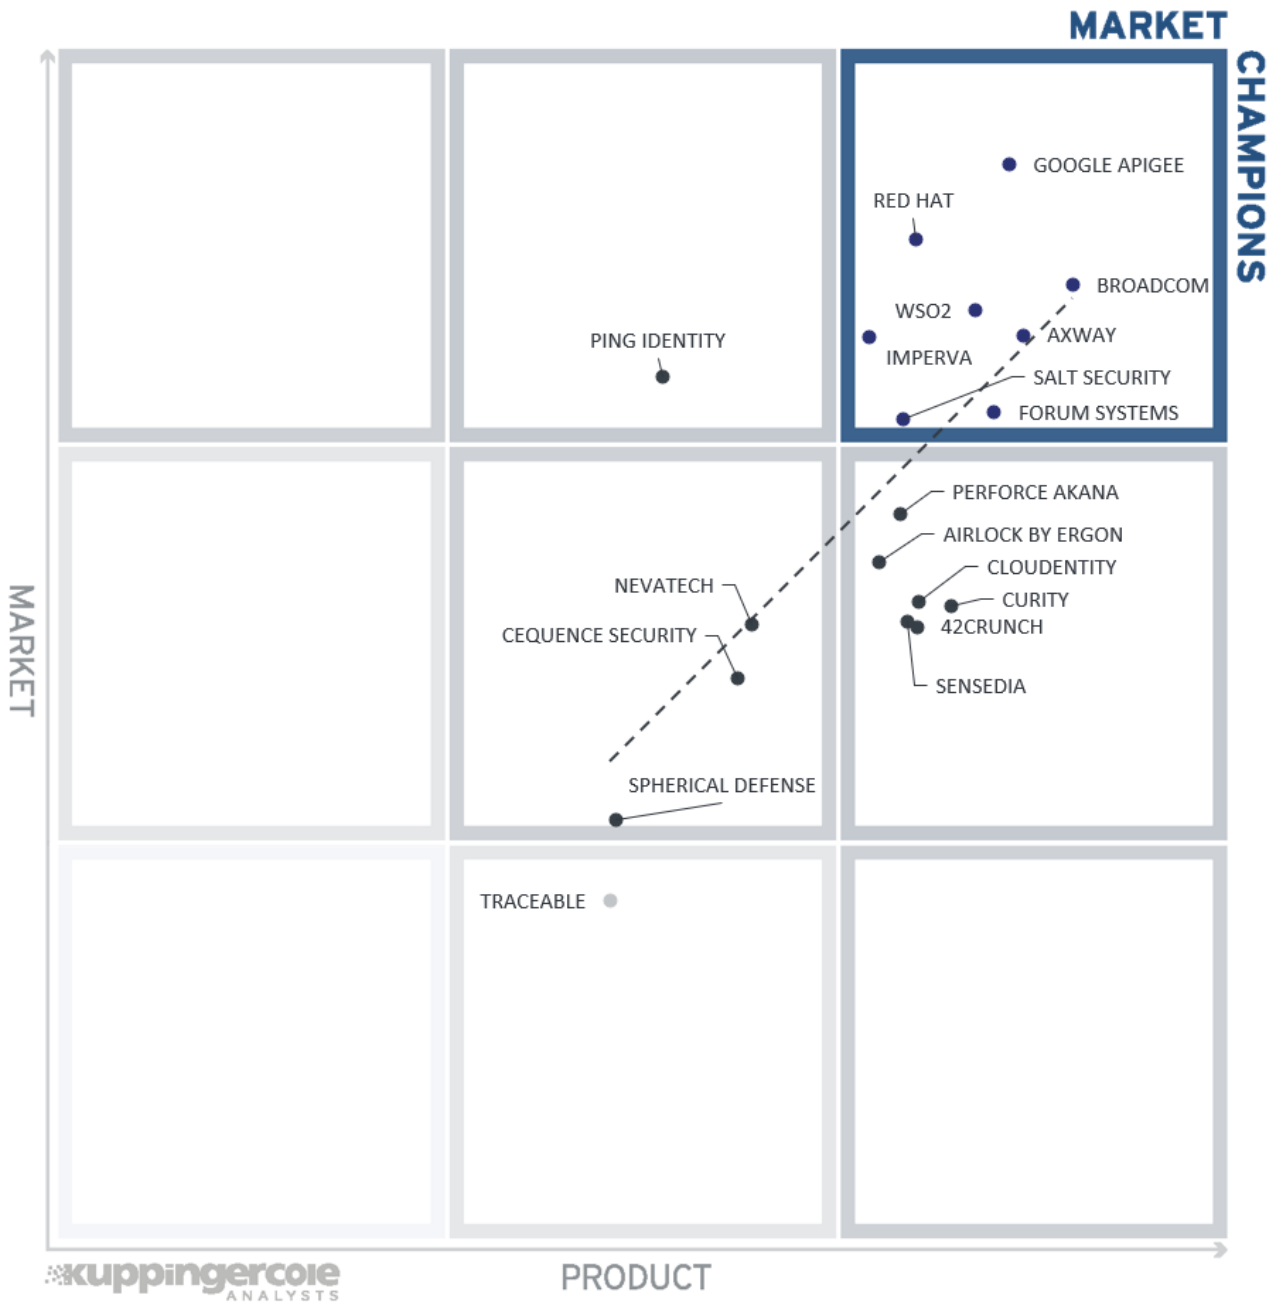 MARKET
CHAMPIONS
GOOGLE APIGEE
RED HAT
BROADCOM
WSO2
AXWAY
PING IDENTITY
IMPERVA
SALT SECURITY
FORUM SYSTEMS
PERFORCE AKANA
AIRLOCK BY ERGON
CLOUDENTITY
NEVATECH
CURITY
42CRUNCH
CEQUENCE SECURITY
SENSEDIA
MARKET
SPHERICAL DEFENSE
TRACEABLE
kuppingercole
ANALYSTS
PRODUCT